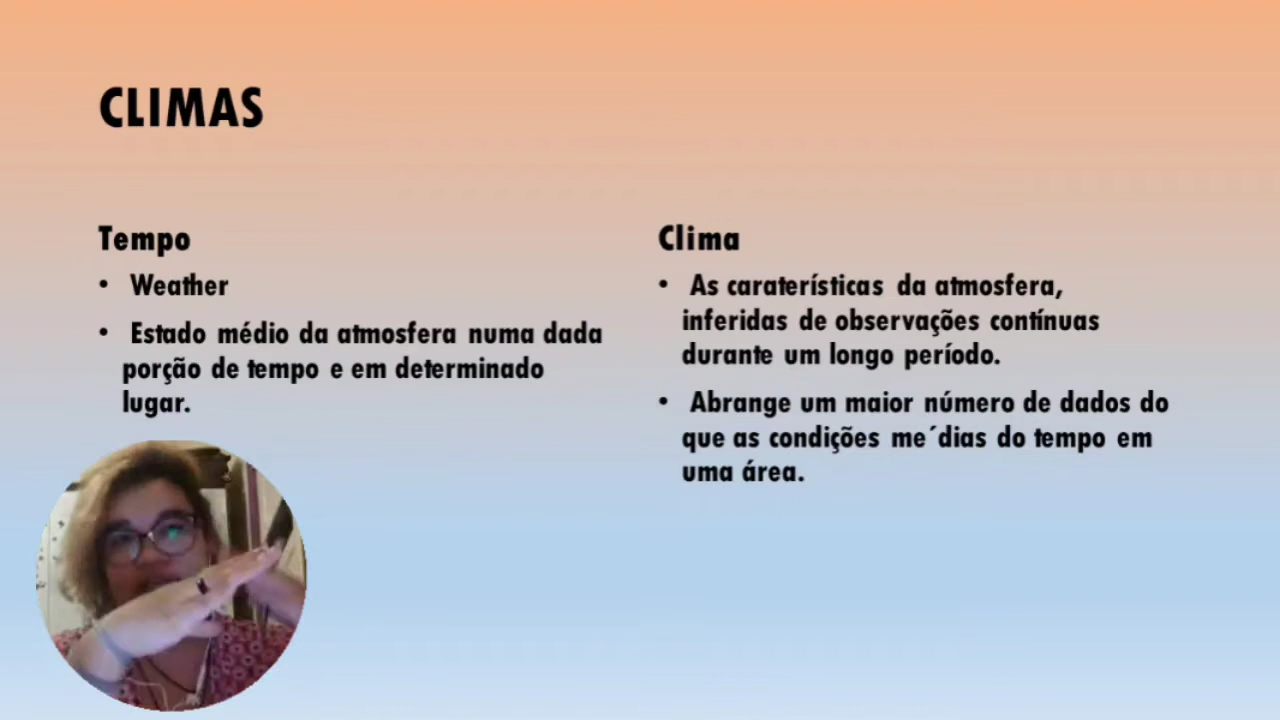 CLIMAS
Tempo
• Weather
• Estado médio da atmosfera numa dada
porção de tempo e em determinado
lugar.
Clima
• As caraterísticas da atmosfera,
inferidas de observações contínuas
durante um longo período.
• Abrange um maior número de dados do
que as condições me´dias do tempo em
uma área.